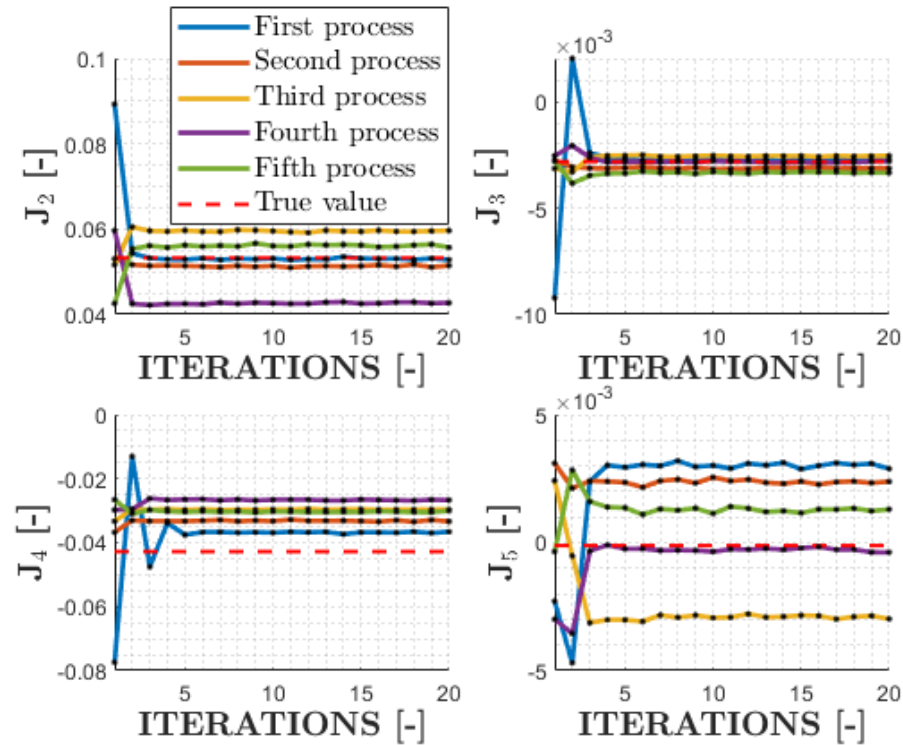 First process
Second process
Third process
Fourth process
Fifth process
True value
0.1
0.08
0.06
0.04
J2 [-]
5 10 15 20
ITERATIONS [-]
×10-3
0
-5
-10
J3 [-]
5 10 15 20
ITERATIONS [-]
0
-0.02
-0.04
-0.06
-0.08
J4 [-]
5 10 15 20
ITERATIONS [-]
×10-3
5
0
-5
J5 [-]
5 10 15 20
ITERATIONS [-]